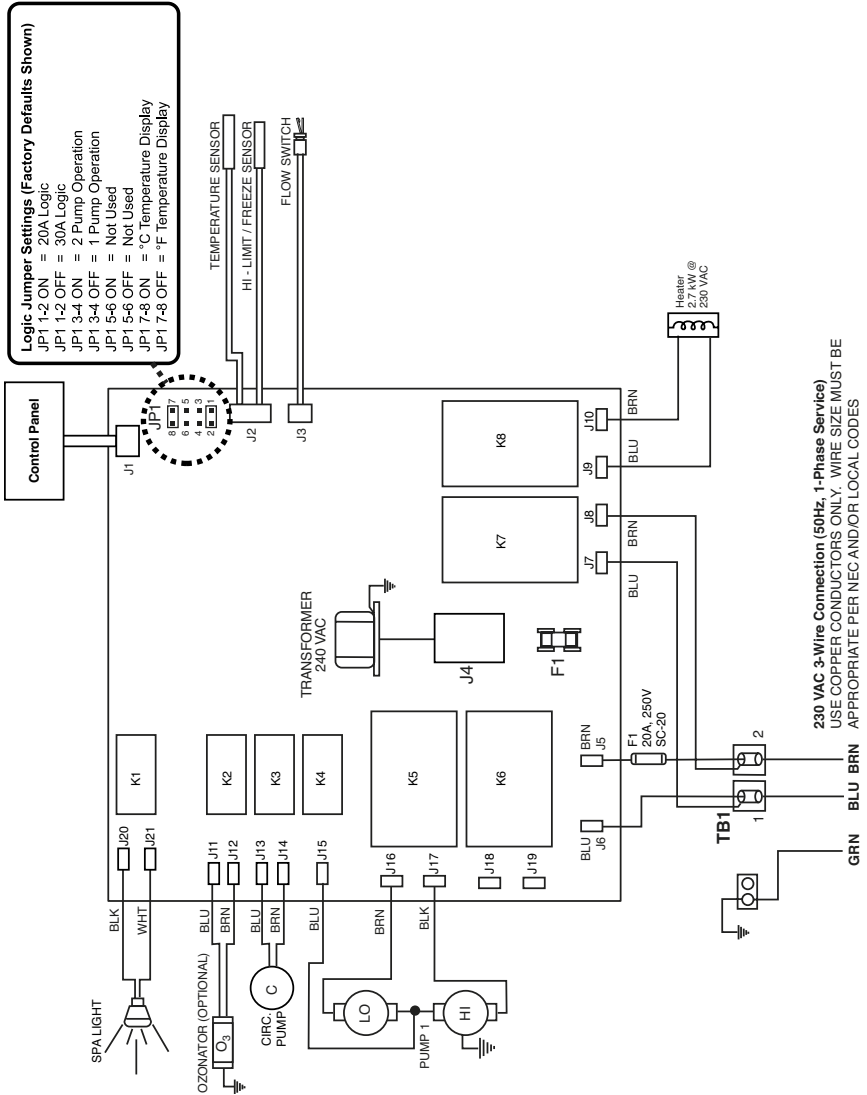 Logic Jumper Settings (Factory Defaults Shown)
JP1 1-2 ON = 20A Logic
JP1 1-2 OFF = 30A Logic
JP1 3-4 ON = 2 Pump Operation
JP1 3-4 OFF = 1 Pump Operation
JP1 5-6 ON = Not Used
JP1 5-6 OFF = Not Used
JP1 7-8 ON = °C Temperature Display
JP1 7-8 OFF = °F Temperature Display
Control Panel
J1
JP1
8 7
6 5
4 3
2 1
J2
J3
TEMPERATURE SENSOR
HI - LIMIT / FREEZE SENSOR
FLOW SWITCH
SPA LIGHT
BLK
WHT
J20
J21
K1
OZONATOR (OPTIONAL)
O3
BLU
BRN
J11
J12
K2
CIRC.
PUMP
C
BLU
BRN
J13
J14
K3
BLU
J15
K4
PUMP 1
LO
HI
BRN
BLK
J16
J17
K5
J18
J19
K6
TRANSFORMER
240 VAC
J4
F1
K7
K8
J7
J8
J9
J10
BLU
BRN
BLU
BRN
Heater
2.7 kW @
230 VAC
BLU
J6
BRN
J5
F1
20A, 250V
SC-20
TB1
1
2
GRN
BLU
BRN
230 VAC 3-Wire Connection (50Hz, 1-Phase Service)
USE COPPER CONDUCTORS ONLY. WIRE SIZE MUST BE
APPROPRIATE PER NEC AND/OR LOCAL CODES